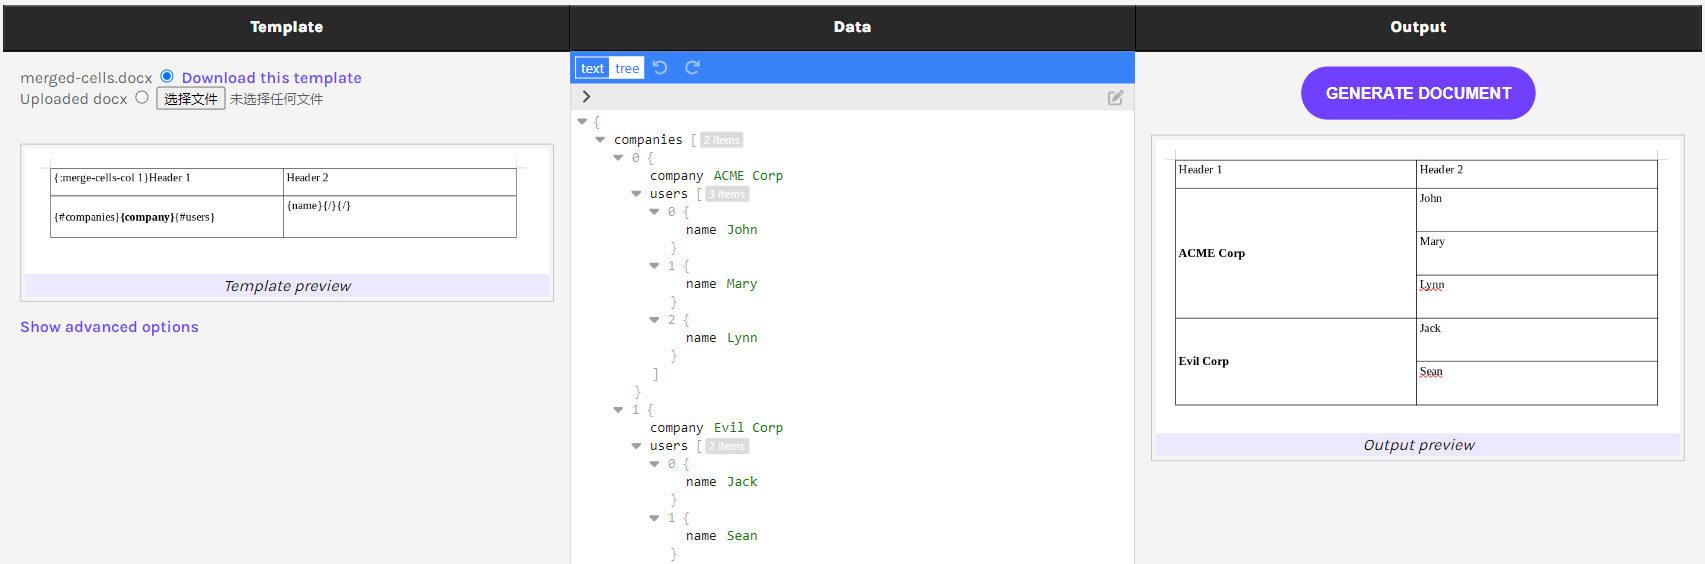 Template
merged-cells.docx Download this template
Uploaded docx 选择文件 未选择任何文件
{:merge-cells-col 1}Header 1 Header 2
{#companies}{company}{#users} {name}{/}{/}
Template preview
Show advanced options
Data
text tree
{
companies [ 2 items
0 {
company ACME Corp
users [ 3 items
0 {
name John
}
1 {
name Mary
}
2 {
name Lynn
}
]
}
1 {
company Evil Corp
users [ 2 items
0 {
name Jack
}
1 {
name Sean
}
Output
GENERATE DOCUMENT
Header 1 Header 2
ACME Corp
John
Mary
Lynn
Evil Corp
Jack
Sean
Output preview